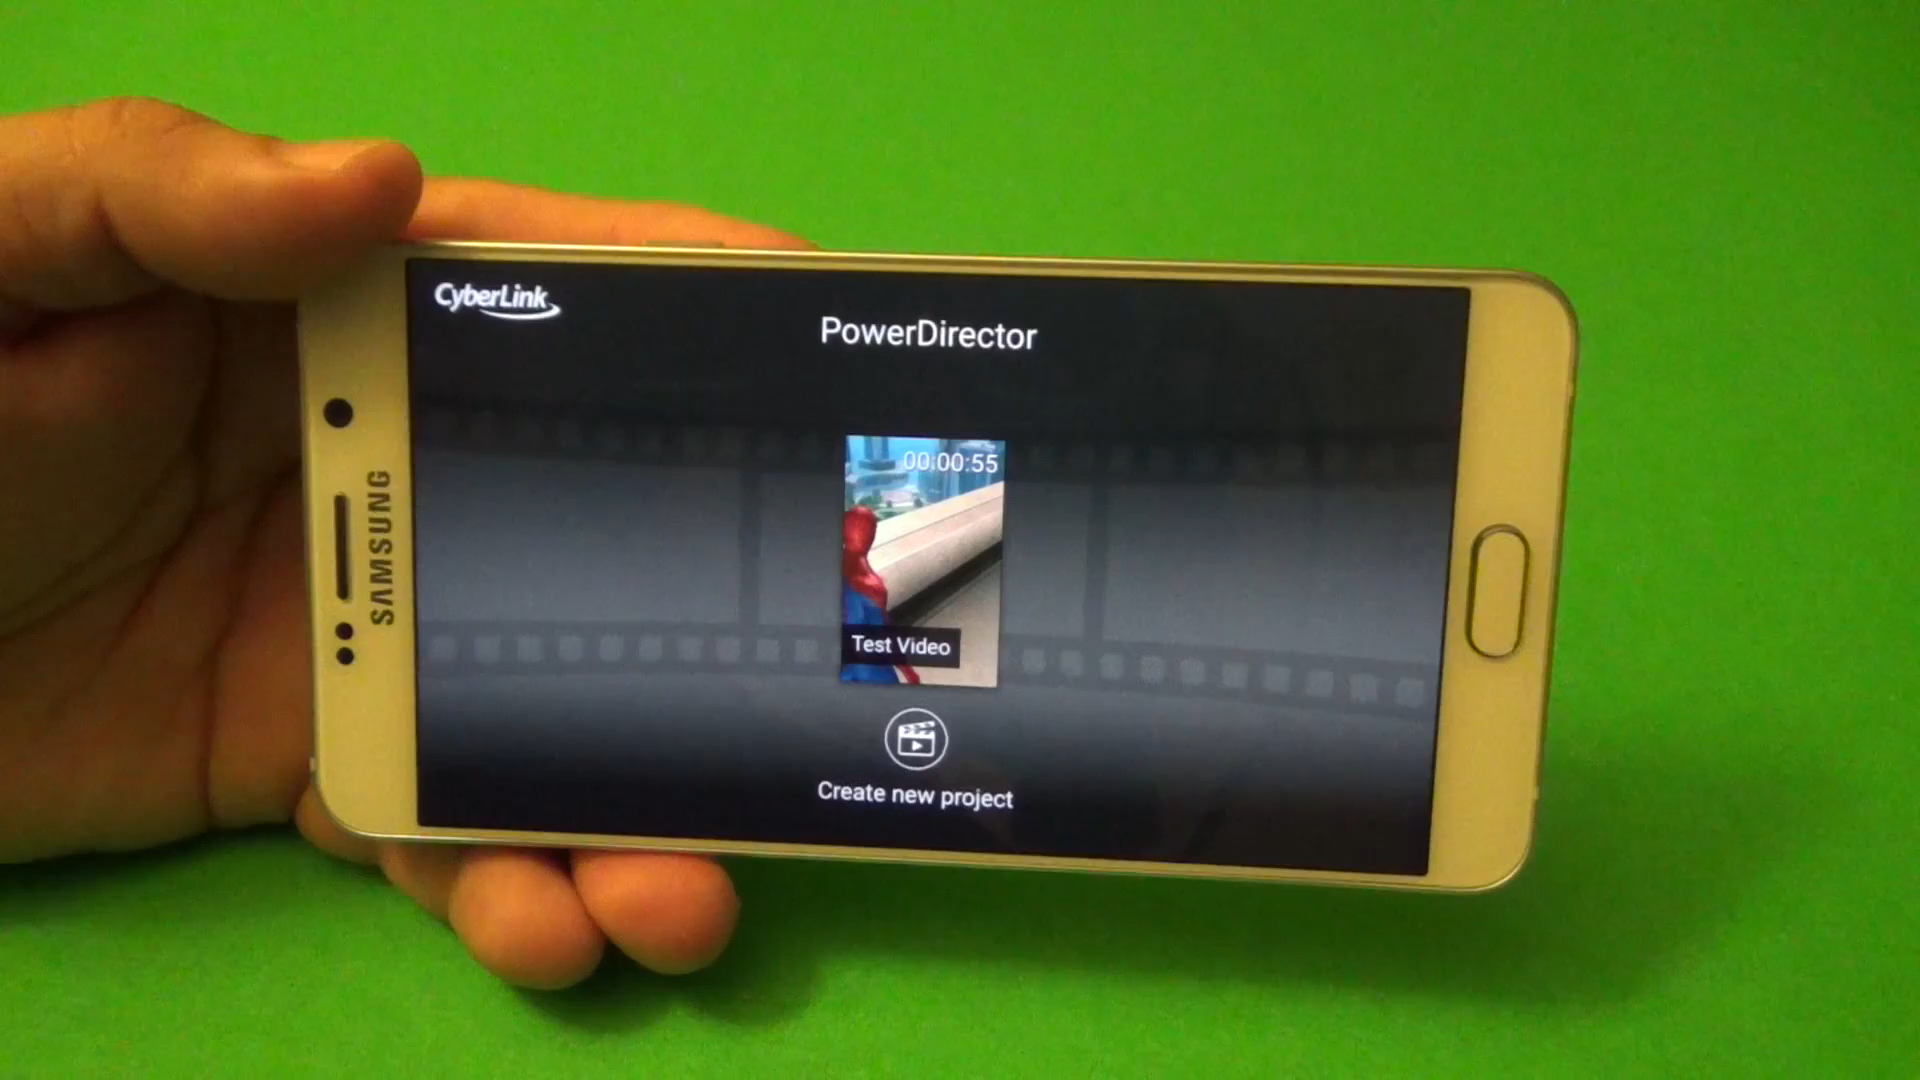 CyberLink
PowerDirector
00:00:55
Test Video
Create new project
SAMSUNG